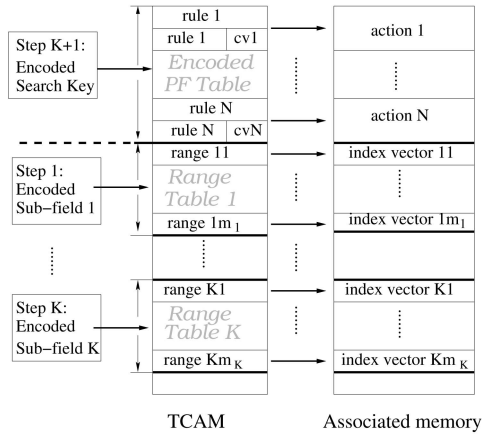 Step K+1:
Encoded
Search Key
Step 1:
Encoded
Sub−field 1
Step K:
Encoded
Sub−field K
rule 1
rule 1 cv1
Encoded
PF Table
rule N
rule N cvN
range 11
Range
Table 1
range 1m1
range K1
Range
Table K
range KmK
TCAM
action 1
action N
index vector 11
index vector 1m1
index vector K1
index vector KmK
Associated memory